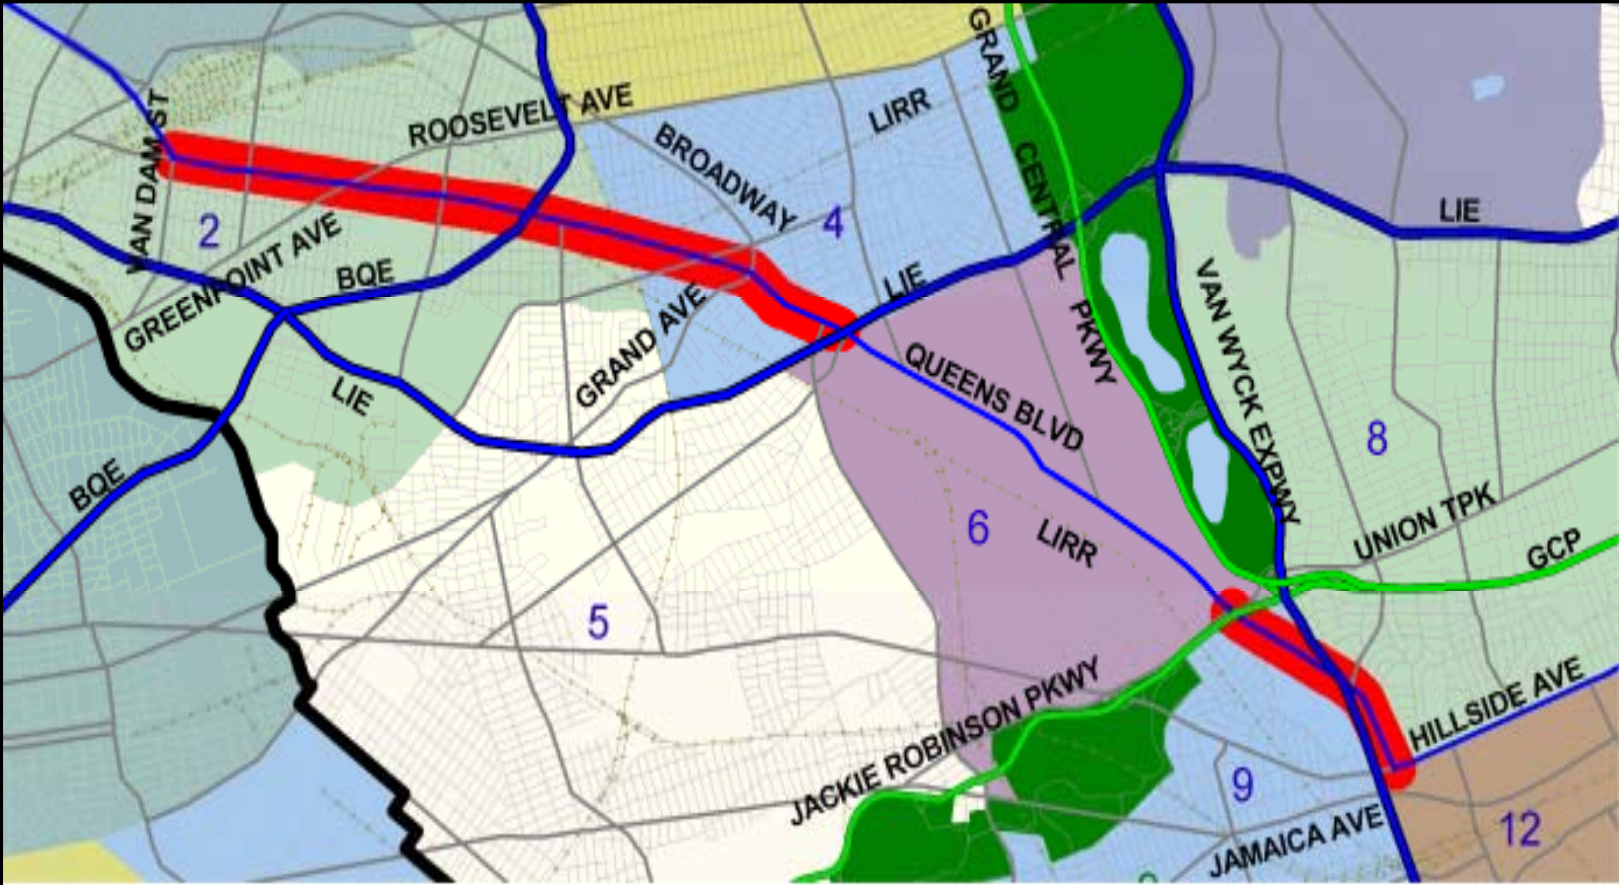 GRAND CENTRAL PKWY
VAN DAM ST
ROOSEVELT AVE
BROADWAY
LIRR
2
4
LIE
GREENPOINT AVE
BQE
LIE
VAN WYCK EXPWY
GRAND AVE
LIE
QUEENS BLVD
8
BQE
6
LIRR
UNION TPK
GCP
5
JACKIE ROBINSON PKWY
HILLSIDE AVE
9
JAMAICA AVE
12